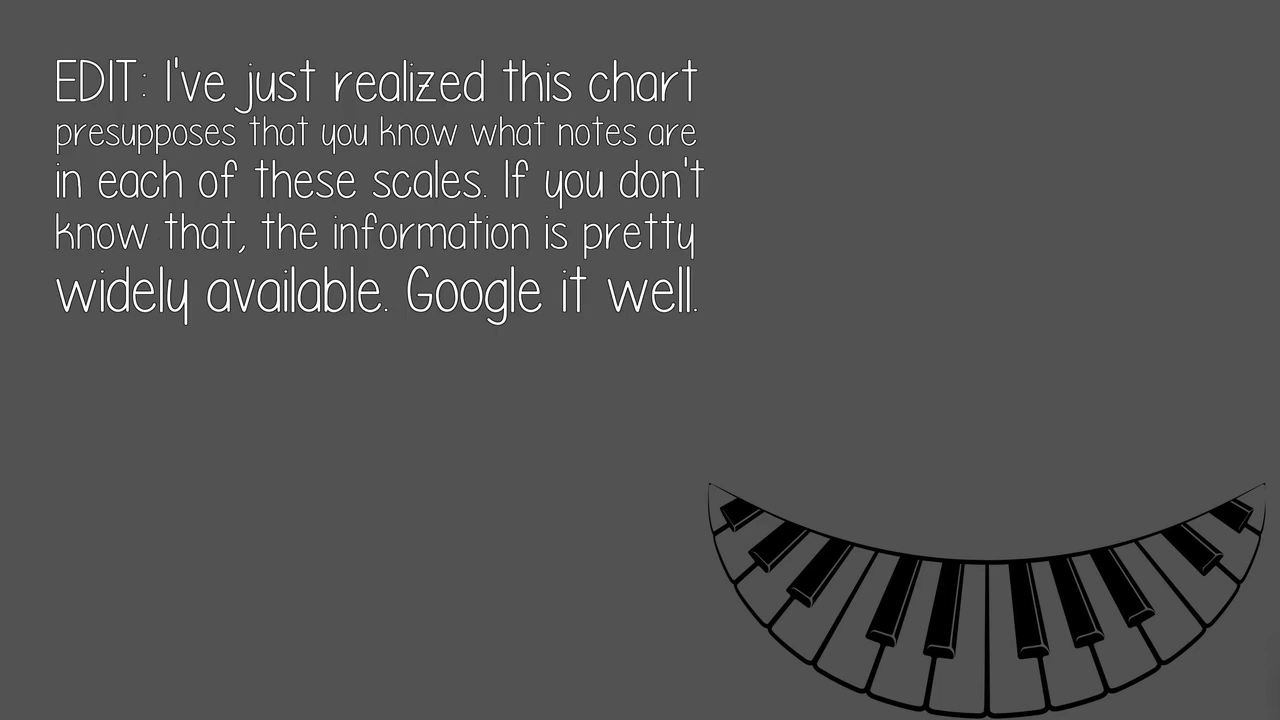 EDIT: I've just realized this chart
presupposes that you know what notes are
in each of these scales. If you don't
know that, the information is pretty
widely available. Google it well.